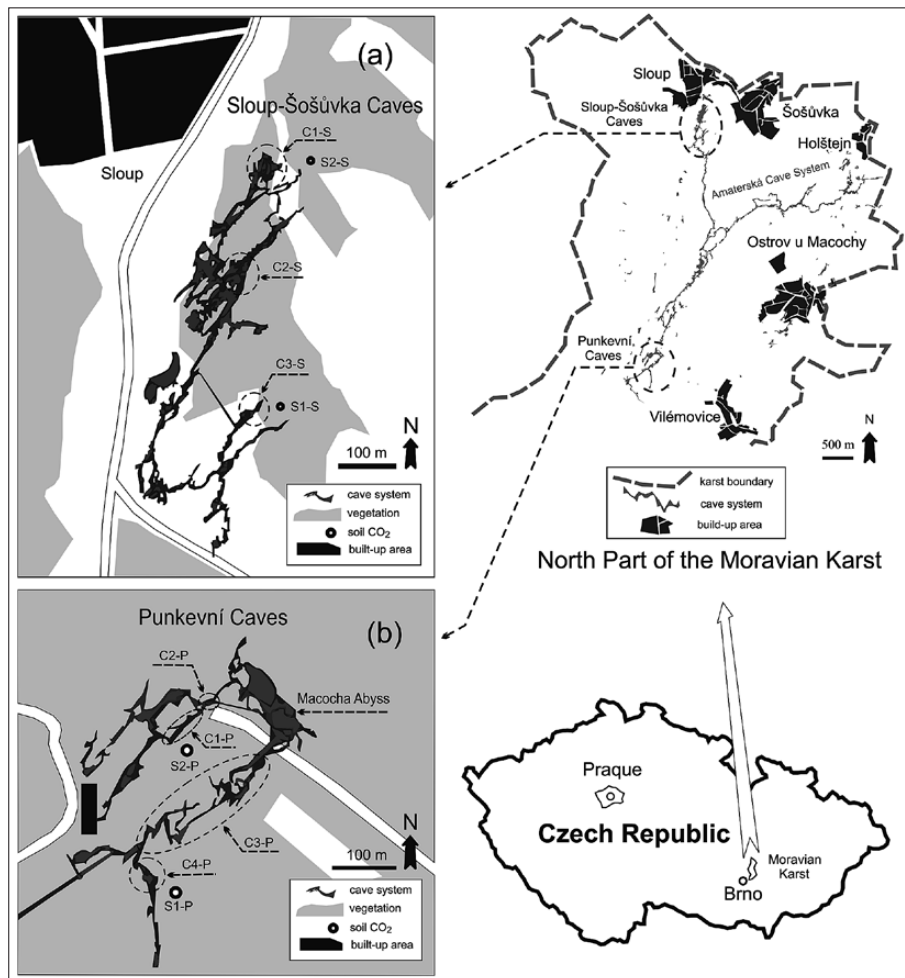 (a)
Sloup-Šošůvka Caves
C1-S
S2-S
Sloup
C2-S
C3-S
S1-S
N
100 m
cave system
vegetation
soil CO₂
built-up area
Sloup
Sloup-Šošůvka
Caves
Šošůvka
Holštejn
Amaterská Cave System
Ostrov u Macochy
Punkevní
Caves
Vilémovice
N
500 m
karst boundary
cave system
build-up area
North Part of the Moravian Karst
Punkevní Caves
(b)
C2-P
Macocha Abyss
C1-P
S2-P
C3-P
N
100 m
C4-P
S1-P
cave system
vegetation
soil CO₂
built-up area
Praque
Czech Republic
Moravian
Karst
Brno